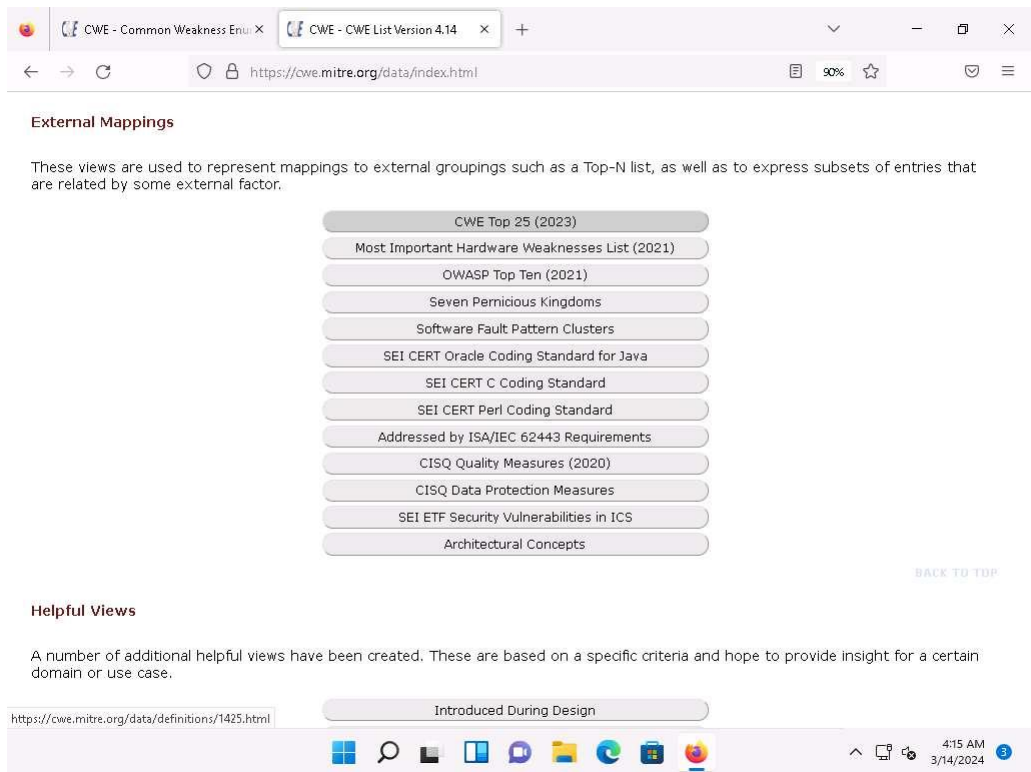 CWE - Common Weakness Enu
CWE - CWE List Version 4.14
https://cwe.mitre.org/data/index.html
90%
External Mappings
These views are used to represent mappings to external groupings such as a Top-N list, as well as to express subsets of entries that
are related by some external factor.
CWE Top 25 (2023)
Most Important Hardware Weaknesses List (2021)
OWASP Top Ten (2021)
Seven Pernicious Kingdoms
Software Fault Pattern Clusters
SEI CERT Oracle Coding Standard for Java
SEI CERT C Coding Standard
SEI CERT Perl Coding Standard
Addressed by ISA/IEC 62443 Requirements
CISQ Quality Measures (2020)
CISQ Data Protection Measures
SEI ETF Security Vulnerabilities in ICS
Architectural Concepts
BACK TO TOP
Helpful Views
A number of additional helpful views have been created. These are based on a specific criteria and hope to provide insight for a certain
domain or use case.
Introduced During Design
https://cwe.mitre.org/data/definitions/1425.html
4:15 AM
3/14/2024
3